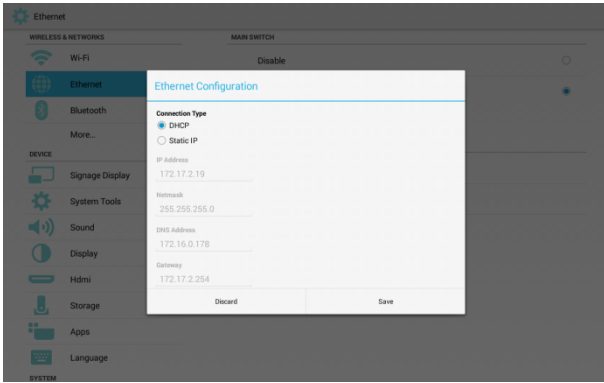 Ethernet
WIRELESS & NETWORKS
MAIN SWITCH
Wi-Fi
Disable
Ethernet
Bluetooth
More...
DEVICE
Signage Display
System Tools
Sound
Display
Hdmi
Storage
Apps
Language
SYSTEM
Ethernet Configuration
Connection Type
DHCP
Static IP
IP Address
172.17.2.19
Netmask
255.255.255.0
DNS Address
172.16.0.178
Gateway
172.17.2.254
Discard
Save